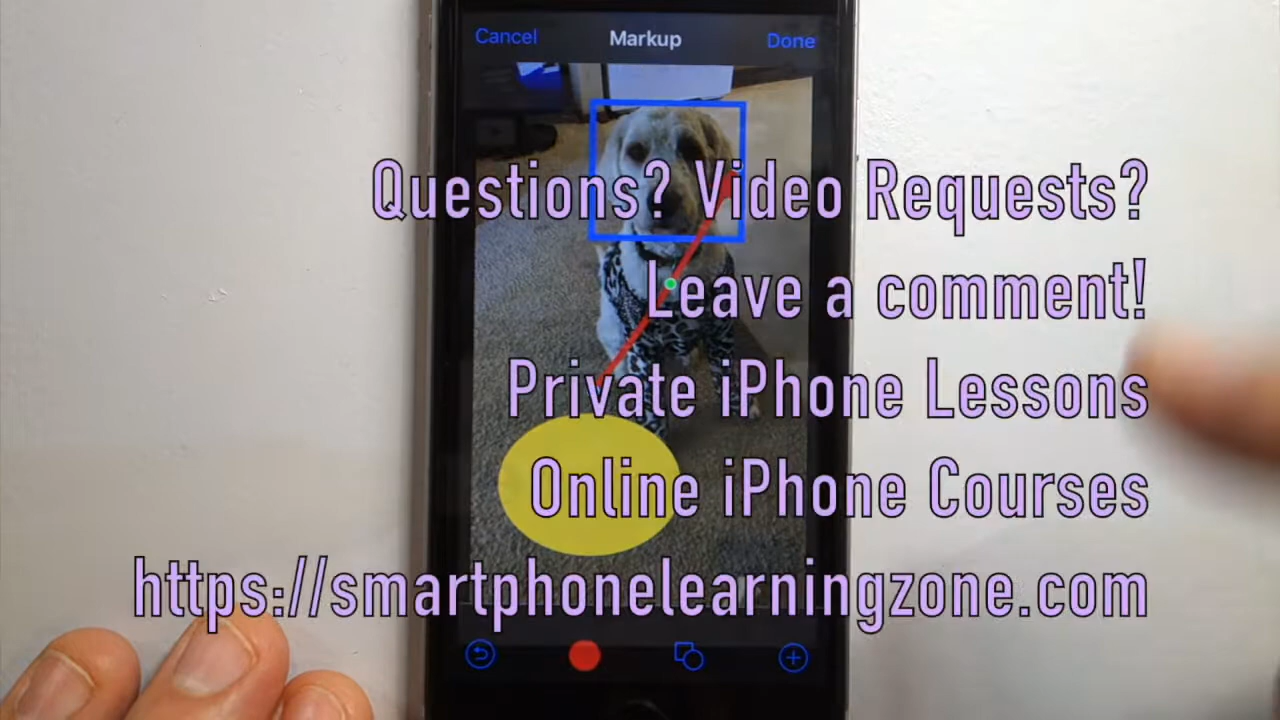 Cancel Markup Done
Questions? Video Requests?
Leave a comment!
Private iPhone Lessons
Online iPhone Courses
https://smartphonelearningzone.com